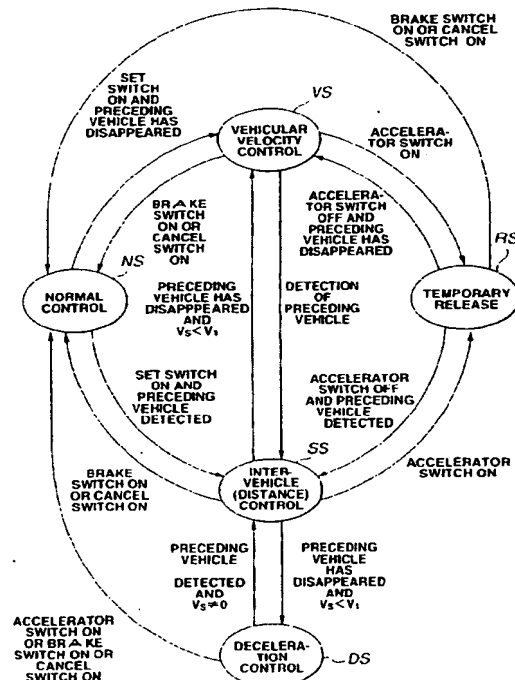 BRAKE SWITCH
ON OR CANCEL
SWITCH ON
SET
SWITCH
ON AND
PRECEDING
VEHICLE HAS
DISAPPEARED
VS
VEHICULAR
VELOCITY
CONTROL
ACCELERA-
TOR SWITCH
ON
BRAKE
SWITCH
ON OR
CANCEL
SWITCH
ON
ACCELERA-
TOR SWITCH
OFF AND
PRECEDING
VEHICLE HAS
DISAPPEARED
NS
RS
NORMAL
CONTROL
PRECEDING
VEHICLE HAS
DISAPPPEARED
AND
Vs<V1
DETECTION
OF
PRECEDING
VEHICLE
TEMPORARY
RELEASE
SET SWITCH
ON AND
PRECEDING
VEHICLE
DETECTED
ACCELERATOR
SWITCH OFF
AND PRECEDING
VEHICLE
DETECTED
SS
BRAKE
SWITCH ON
OR CANCEL
SWITCH ON
INTER-
VEHICLE
(DISTANCE)
CONTROL
ACCELERATOR
SWITCH ON
PRECEDING
VEHICLE
DETECTED
AND
Vs≠0
PRECEDING
VEHICLE
HAS
DISAPPEARED
AND
Vs<V1
ACCELERATOR
SWITCH ON
OR BRAKE
SWITCH ON OR
CANCEL
SWITCH ON
DECELERA-
TION
CONTROL
DS